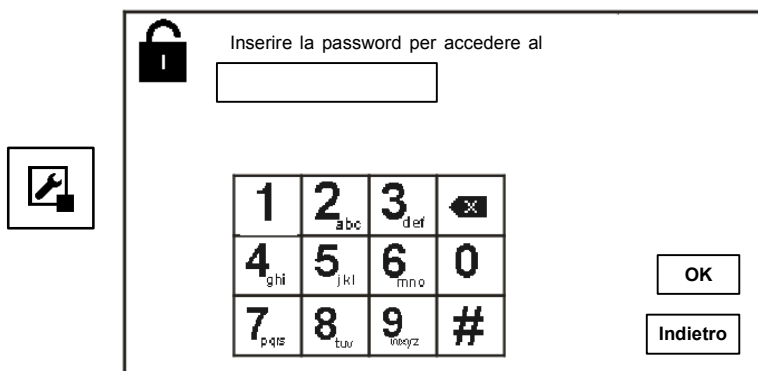 Inserire la password per accedere al
1 2 abc 3 def X
4 ghi 5 jkl 6 mno 0
OK
7 pqrs 8 tuv 9 wxyz #
Indietro